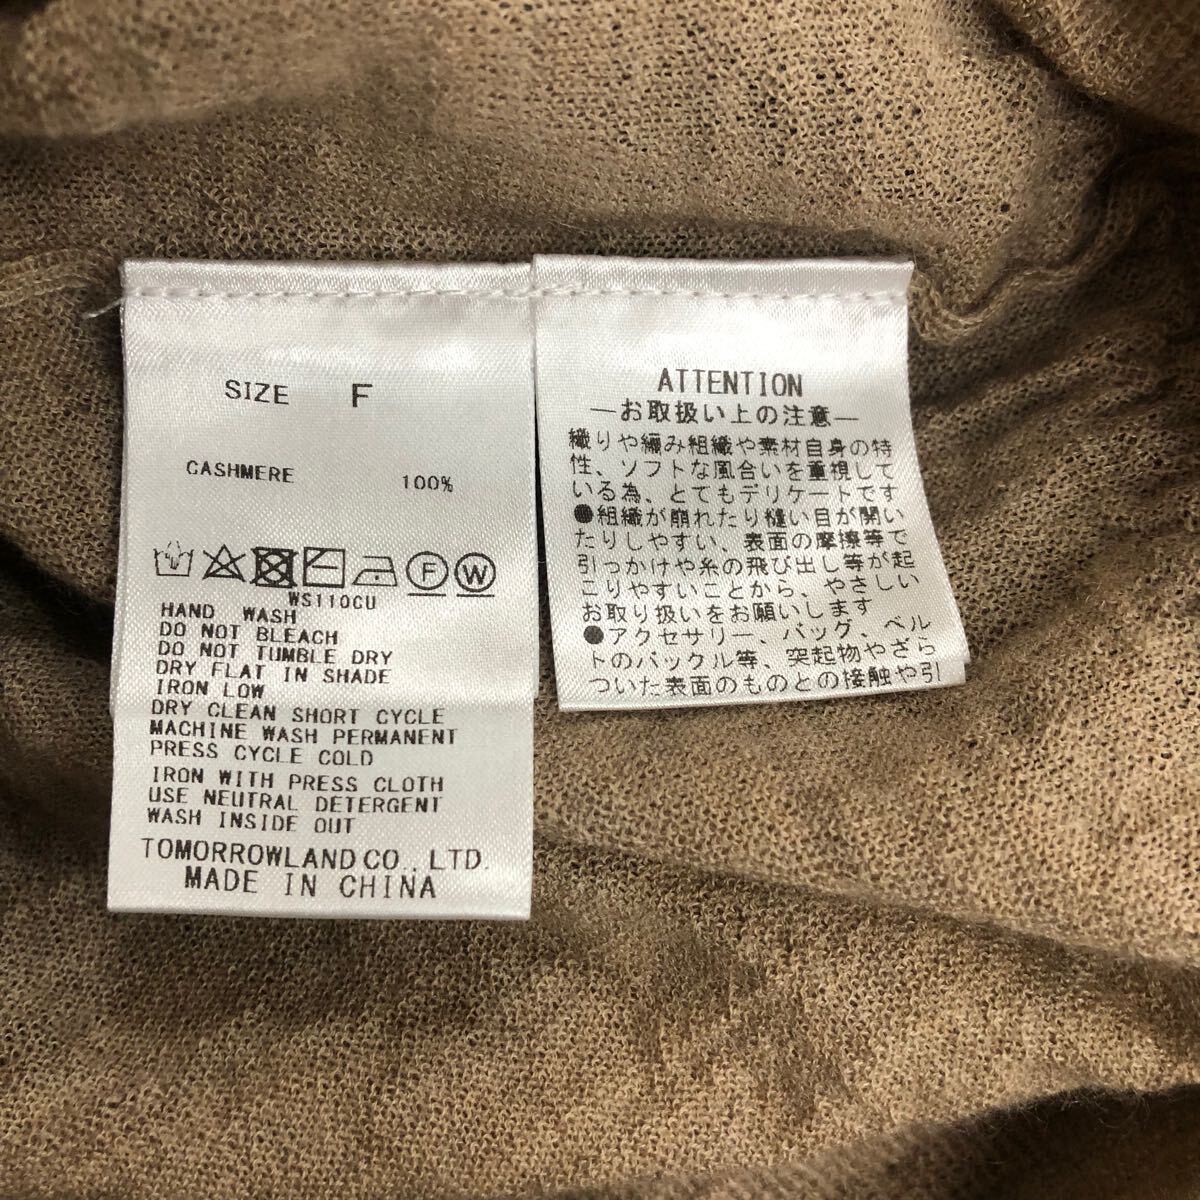 SIZE F
CASHMERE 100%
F W
WS110CU
HAND WASH
DO NOT BLEACH
DO NOT TUMBLE DRY
DRY FLAT IN SHADE
IRON LOW
DRY CLEAN SHORT CYCLE
MACHINE WASH PERMANENT
PRESS CYCLE COLD
IRON WITH PRESS CLOTH
USE NEUTRAL DETERGENT
WASH INSIDE OUT
TOMORROWLAND CO., LTD.
MADE IN CHINA
ATTENTION
―お取扱い上の注意―
織りや編み組織や素材自身の特
性、ソフトな風合いを重視して
いる為、とてもデリケートです
●組織が崩れたり縫い目が開い
たりしやすい、表面の摩擦等で
引っかけや糸の飛び出し等が起
こりやすいことから、やさしい
お取り扱いをお願いします
●アクセサリー、バッグ、ベル
トのバックル等、突起物やざら
ついた表面のものとの接触や引